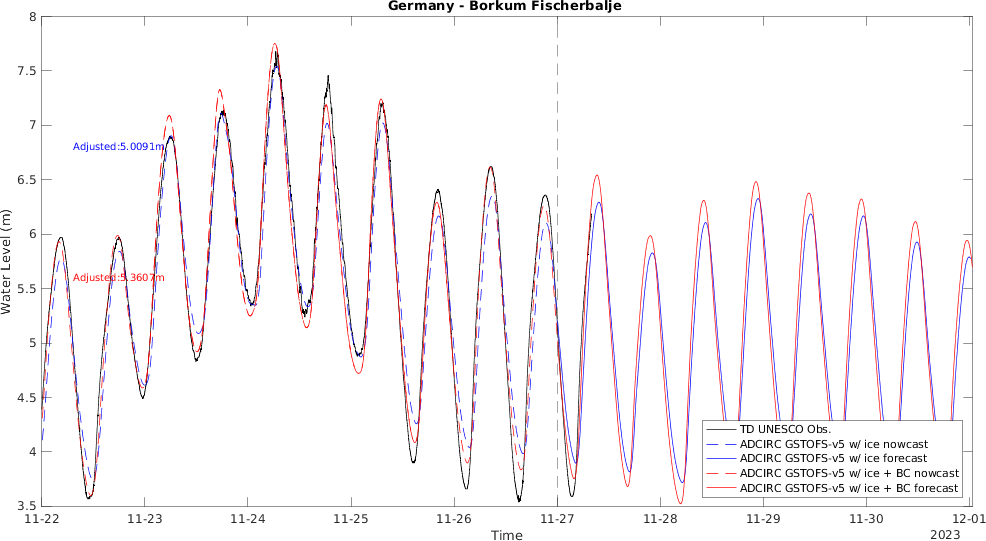 Germany - Borkum Fischerbalje
8
7.5
7
6.5
6
5.5
5
4.5
4
3.5
Water Level (m)
Adjusted:5.0091m
Adjusted:5.3607m
TD UNESCO Obs.
ADCIRC GSTOFS-v5 w/ ice nowcast
ADCIRC GSTOFS-v5 w/ ice forecast
ADCIRC GSTOFS-v5 w/ ice + BC nowcast
ADCIRC GSTOFS-v5 w/ ice + BC forecast
11-22 11-23 11-24 11-25 11-26 11-27 11-28 11-29 11-30 12-01
Time
2023